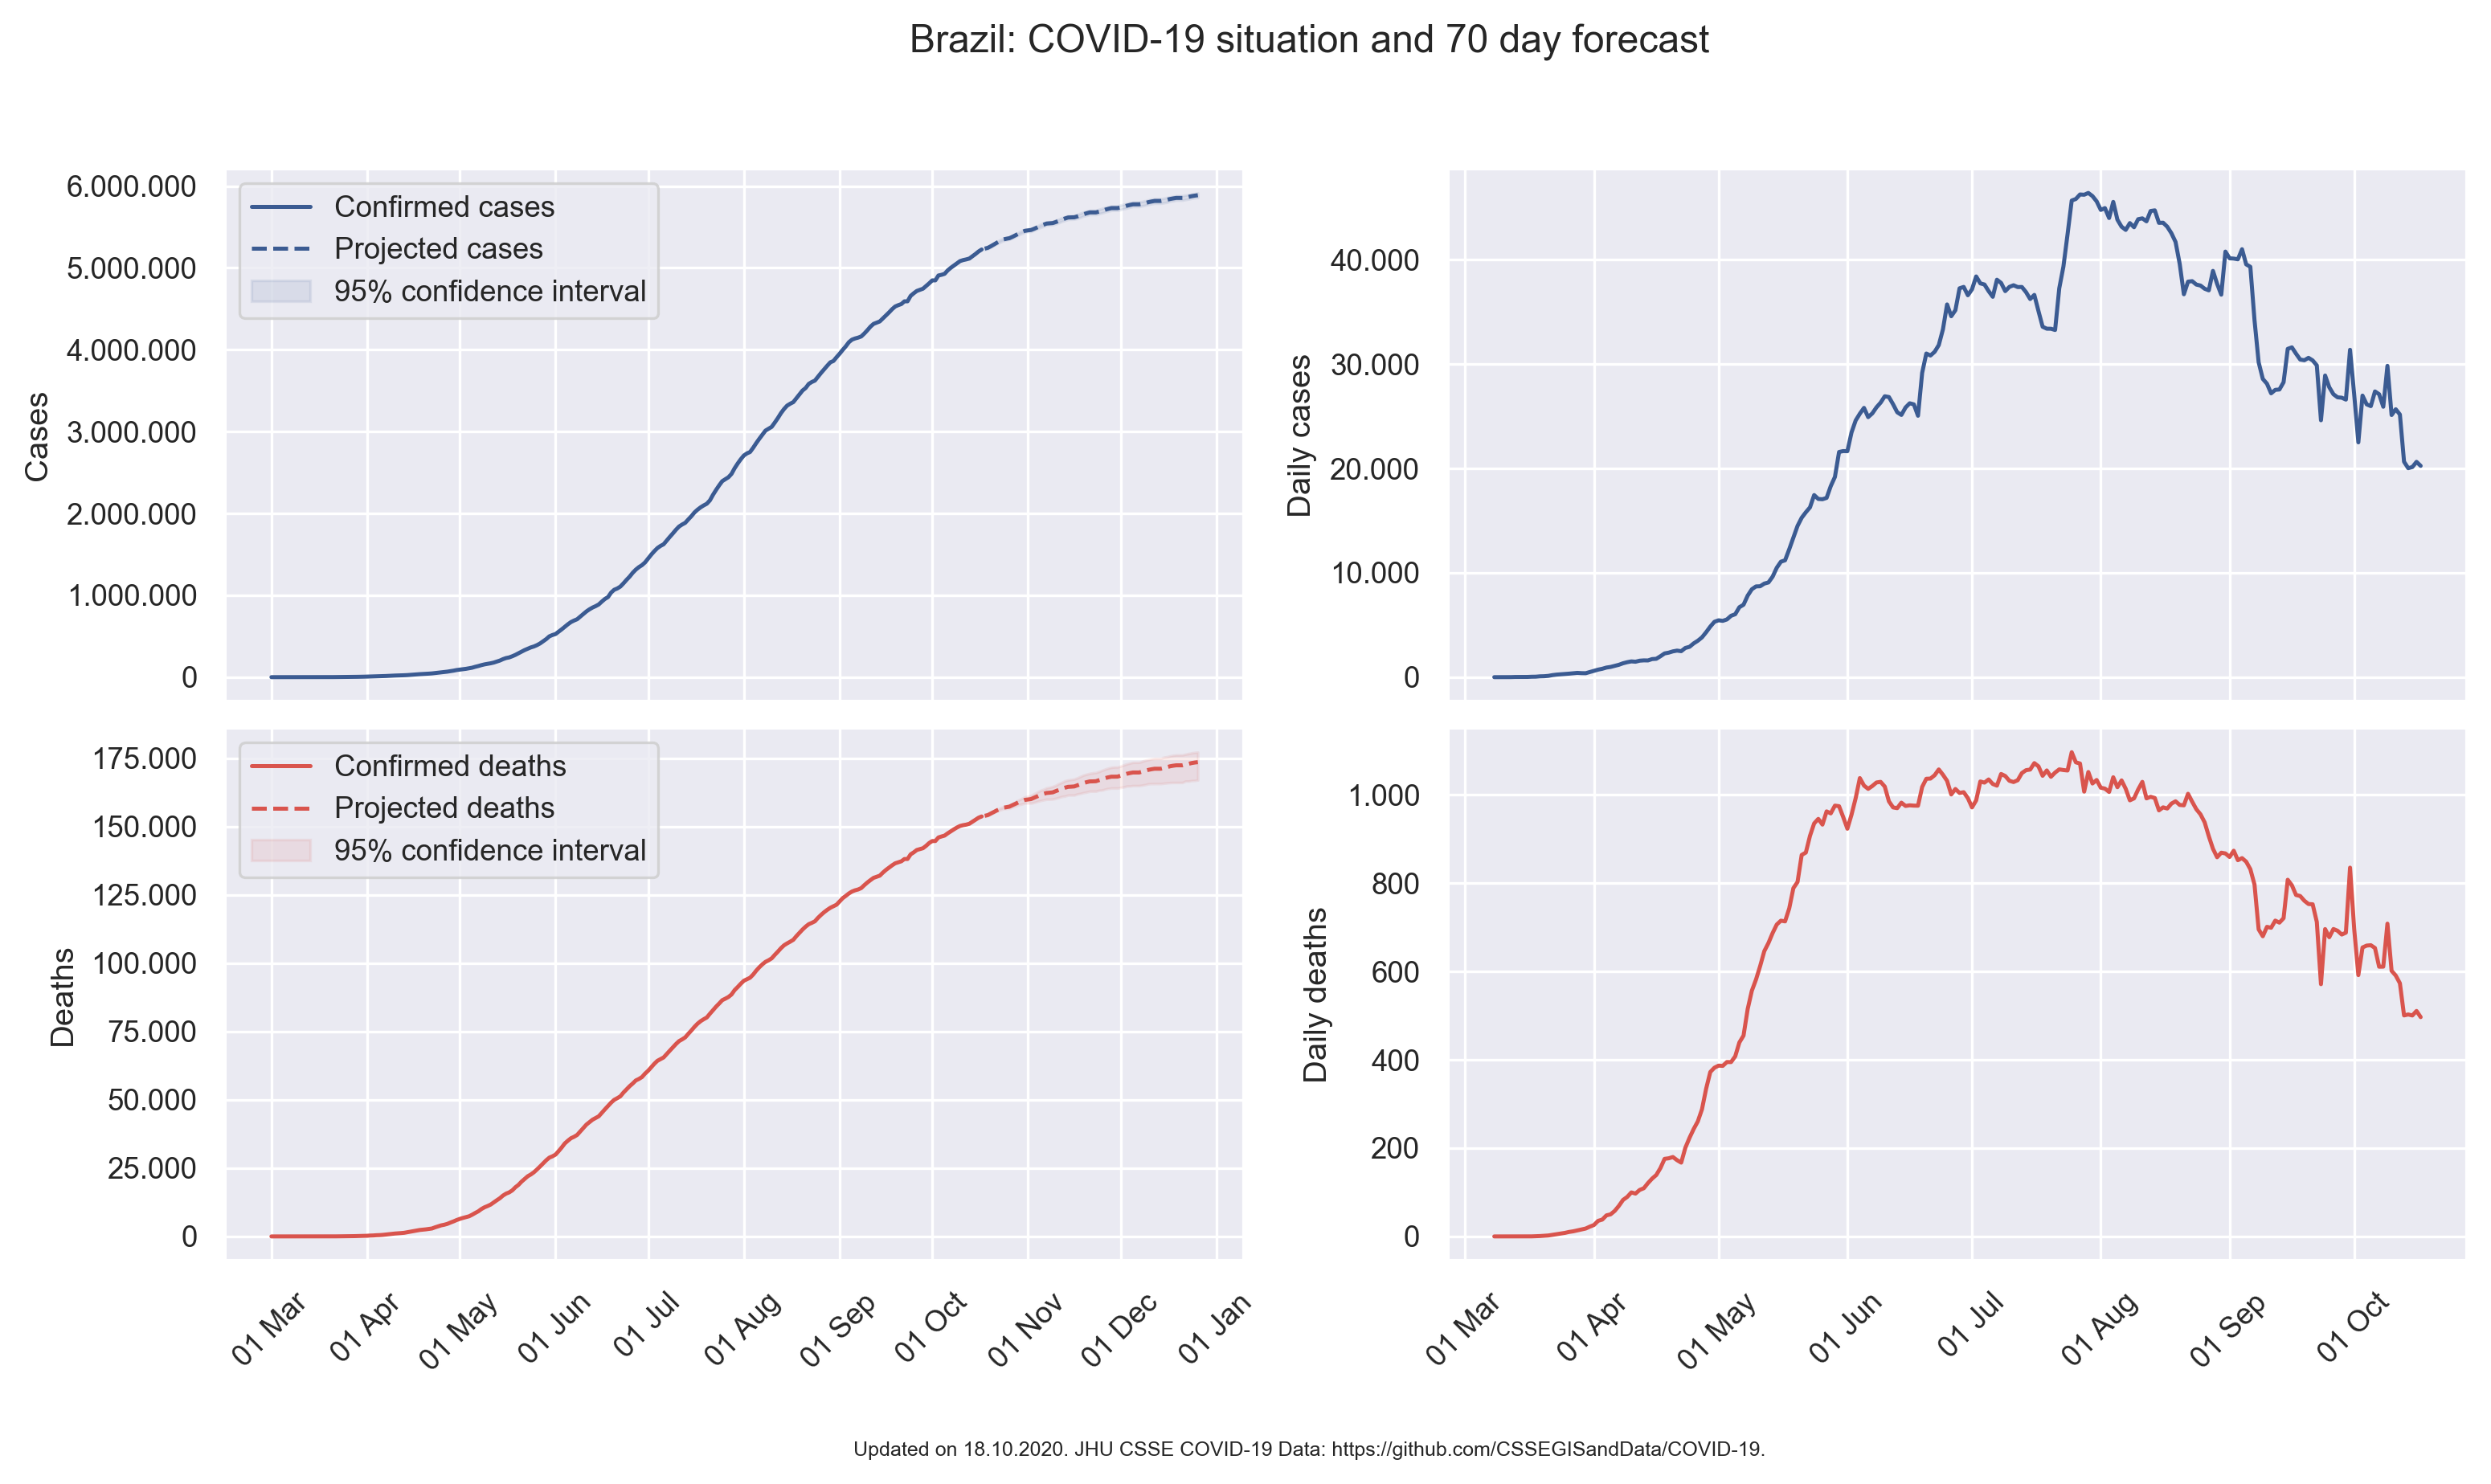 Brazil: COVID-19 situation and 70 day forecast
Cases
6.000.000
5.000.000
4.000.000
3.000.000
2.000.000
1.000.000
0
Confirmed cases
Projected cases
95% confidence interval
Daily cases
40.000
30.000
20.000
10.000
0
Deaths
175.000
150.000
125.000
100.000
75.000
50.000
25.000
0
Confirmed deaths
Projected deaths
95% confidence interval
01 Mar
01 Apr
01 May
01 Jun
01 Jul
01 Aug
01 Sep
01 Oct
01 Nov
01 Dec
01 Jan
Daily deaths
1.000
800
600
400
200
0
01 Mar
01 Apr
01 May
01 Jun
01 Jul
01 Aug
01 Sep
01 Oct
Updated on 18.10.2020. JHU CSSE COVID-19 Data: https://github.com/CSSEGISandData/COVID-19.